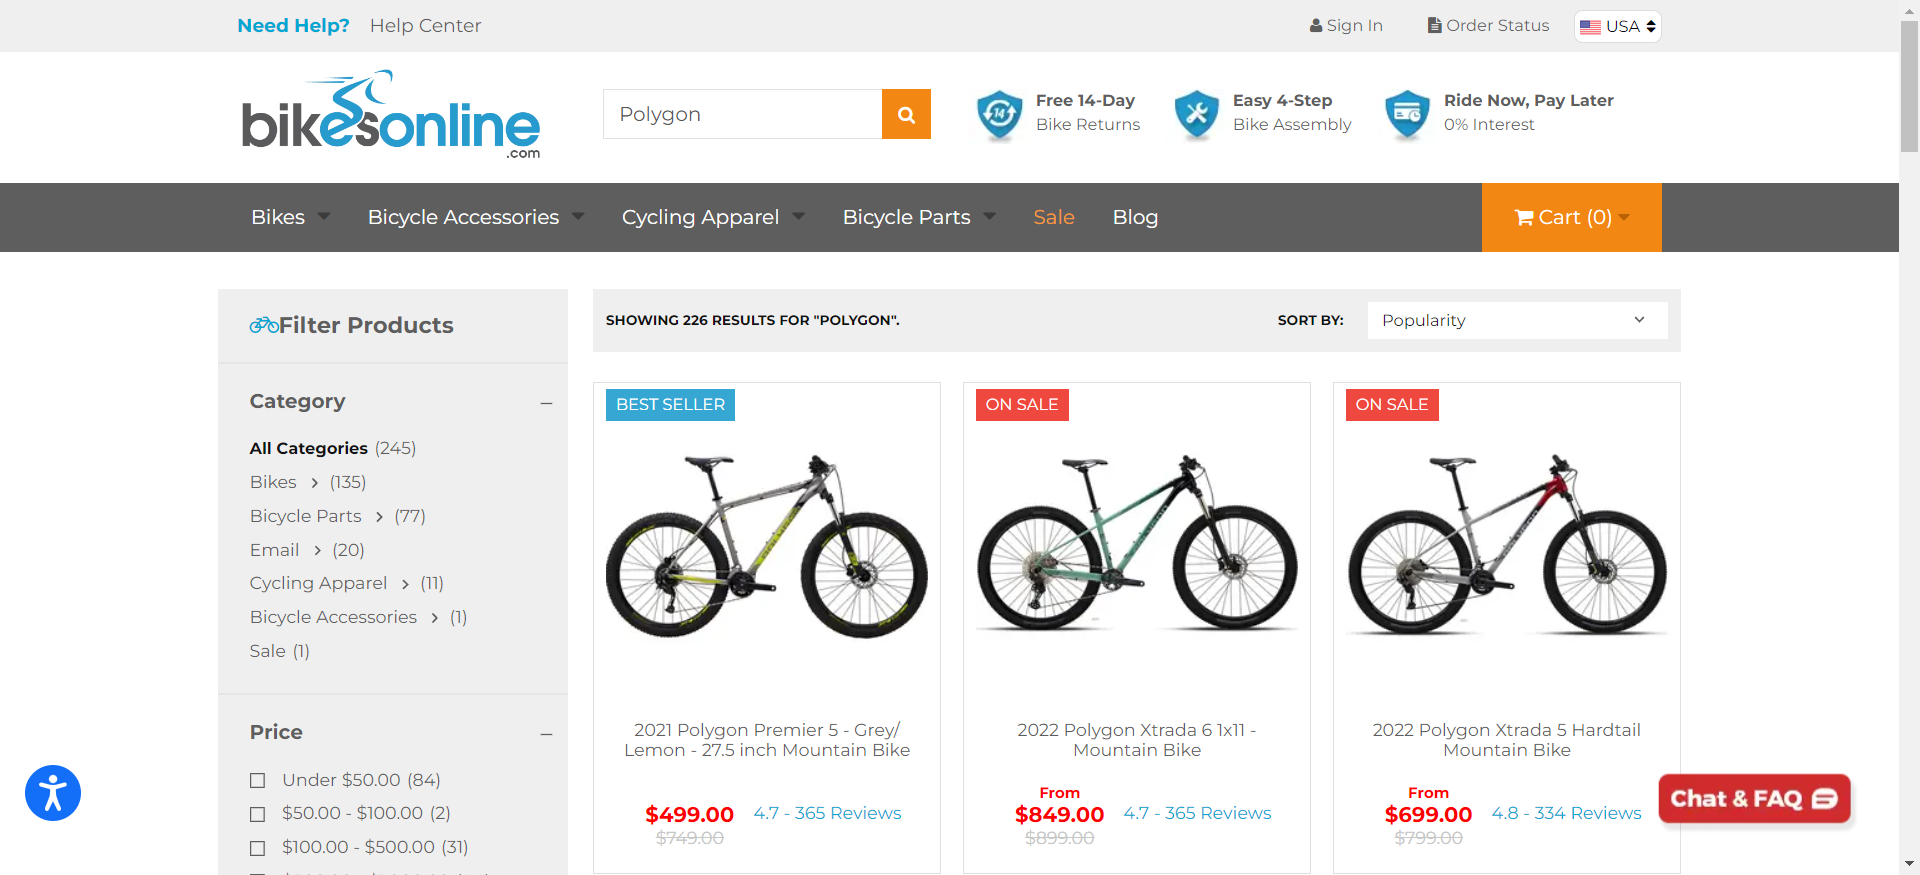 Need Help? Help Center
Sign In Order Status USA
bikesonline
.com
Polygon
Free 14-Day
Bike Returns
14
Easy 4-Step
Bike Assembly
Ride Now, Pay Later
0% Interest
Bikes Bicycle Accessories Cycling Apparel Bicycle Parts Sale Blog Cart (0)
Filter Products
SHOWING 226 RESULTS FOR "POLYGON".
SORT BY: Popularity
Category
All Categories (245)
Bikes (135)
Bicycle Parts (77)
Email (20)
Cycling Apparel (11)
Bicycle Accessories (1)
Sale (1)
Price
Under $50.00 (84)
$50.00 - $100.00 (2)
$100.00 - $500.00 (31)
BEST SELLER
2021 Polygon Premier 5 - Grey/
Lemon - 27.5 inch Mountain Bike
$499.00 4.7 - 365 Reviews
$749.00
ON SALE
2022 Polygon Xtrada 6 1x11 -
Mountain Bike
From
$849.00 4.7 - 365 Reviews
$899.00
ON SALE
2022 Polygon Xtrada 5 Hardtail
Mountain Bike
From
$699.00 4.8 - 334 Reviews
$799.00
Chat & FAQ